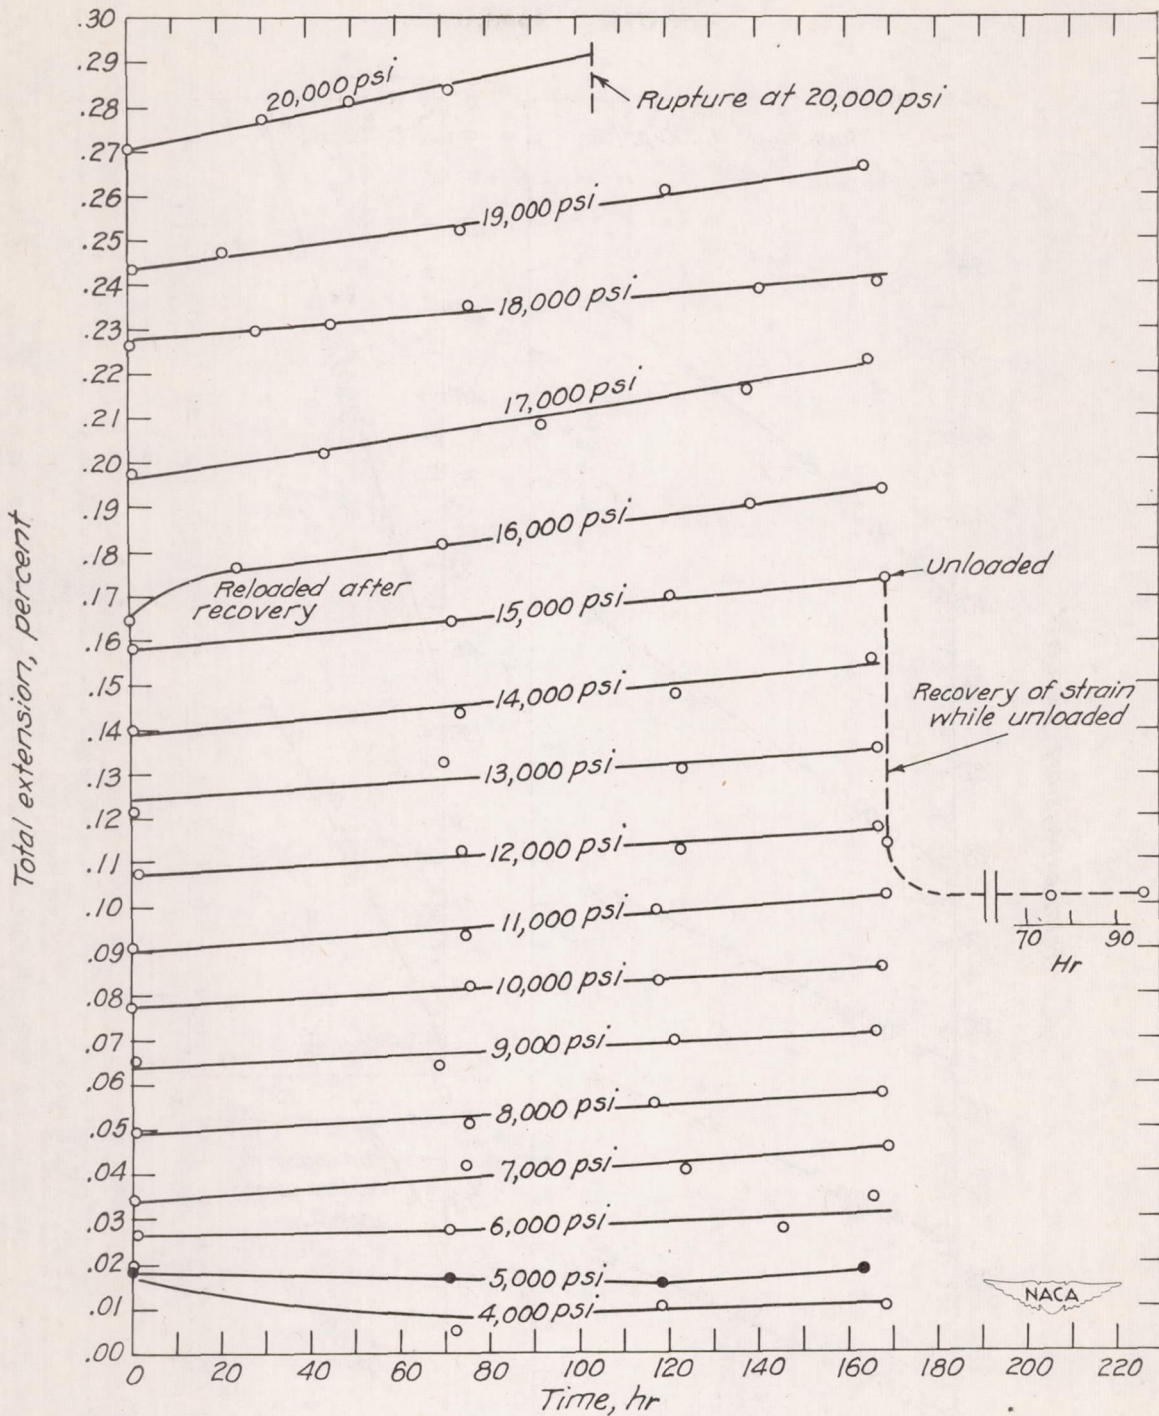 .30
.29
.28
.27
.26
.25
.24
.23
.22
.21
.20
.19
.18
.17
.16
.15
.14
.13
.12
.11
.10
.09
.08
.07
.06
.05
.04
.03
.02
.01
.00
Total extension, percent
20,000 psi
Rupture at 20,000 psi
19,000 psi
18,000 psi
17,000 psi
16,000 psi
Reloaded after
recovery
Unloaded
15,000 psi
14,000 psi
Recovery of strain
while unloaded
13,000 psi
12,000 psi
11,000 psi
70 90
Hr
10,000 psi
9,000 psi
8,000 psi
7,000 psi
6,000 psi
5,000 psi
4,000 psi
NACA
0 20 40 60 80 100 120 140 160 180 200 220
Time, hr